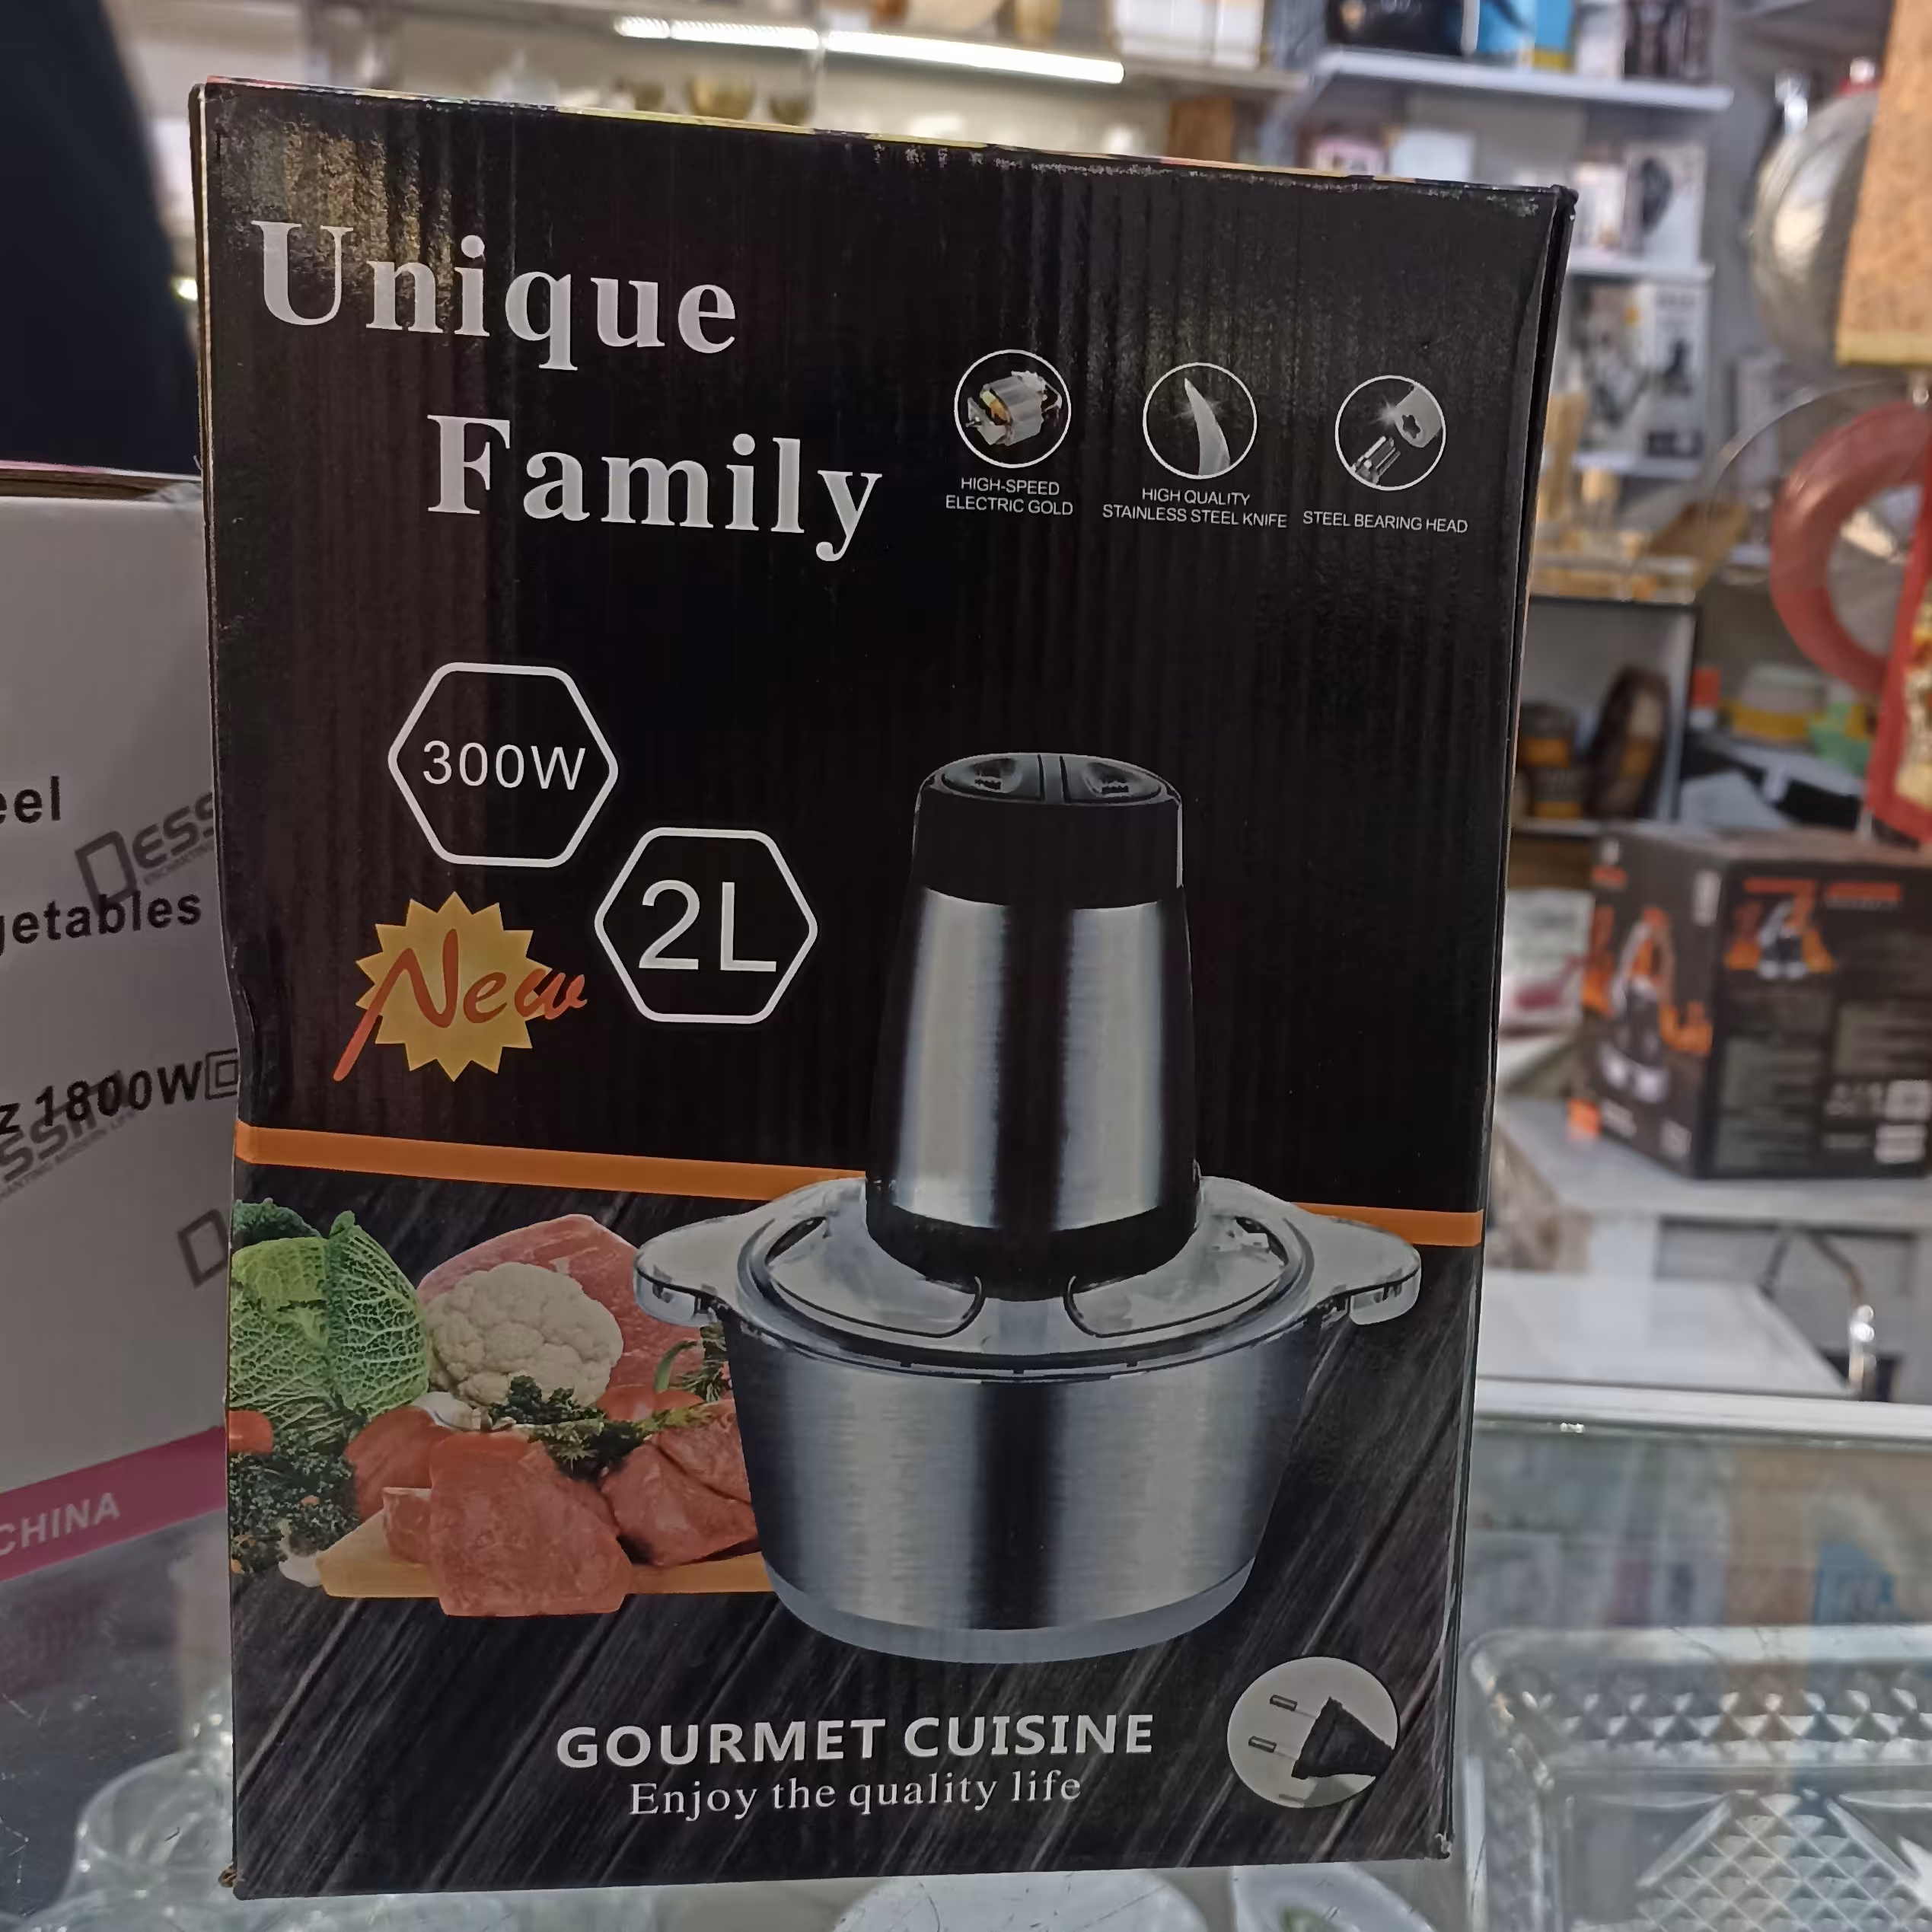 Unique
Family
HIGH-SPEED
ELECTRIC GOLD
HIGH QUALITY
STAINLESS STEEL KNIFE
STEEL BEARING HEAD
300W
2L
New
GOURMET CUISINE
Enjoy the quality life
eel
getables
z 1800W
CHINA